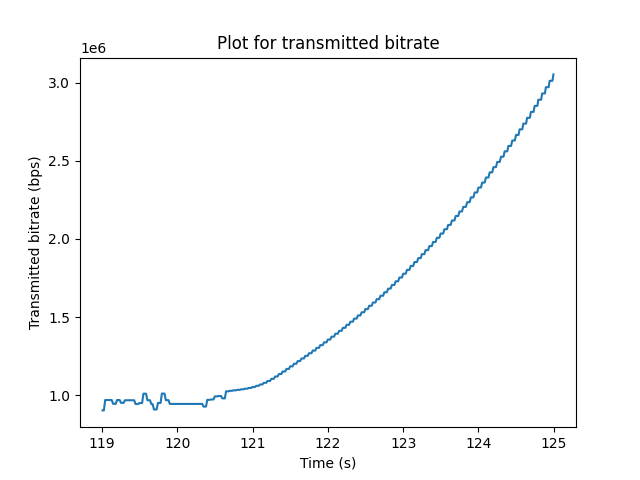 Plot for transmitted bitrate
1e6
3.0
2.5
2.0
1.5
1.0
Transmitted bitrate (bps)
119 120 121 122 123 124 125
Time (s)